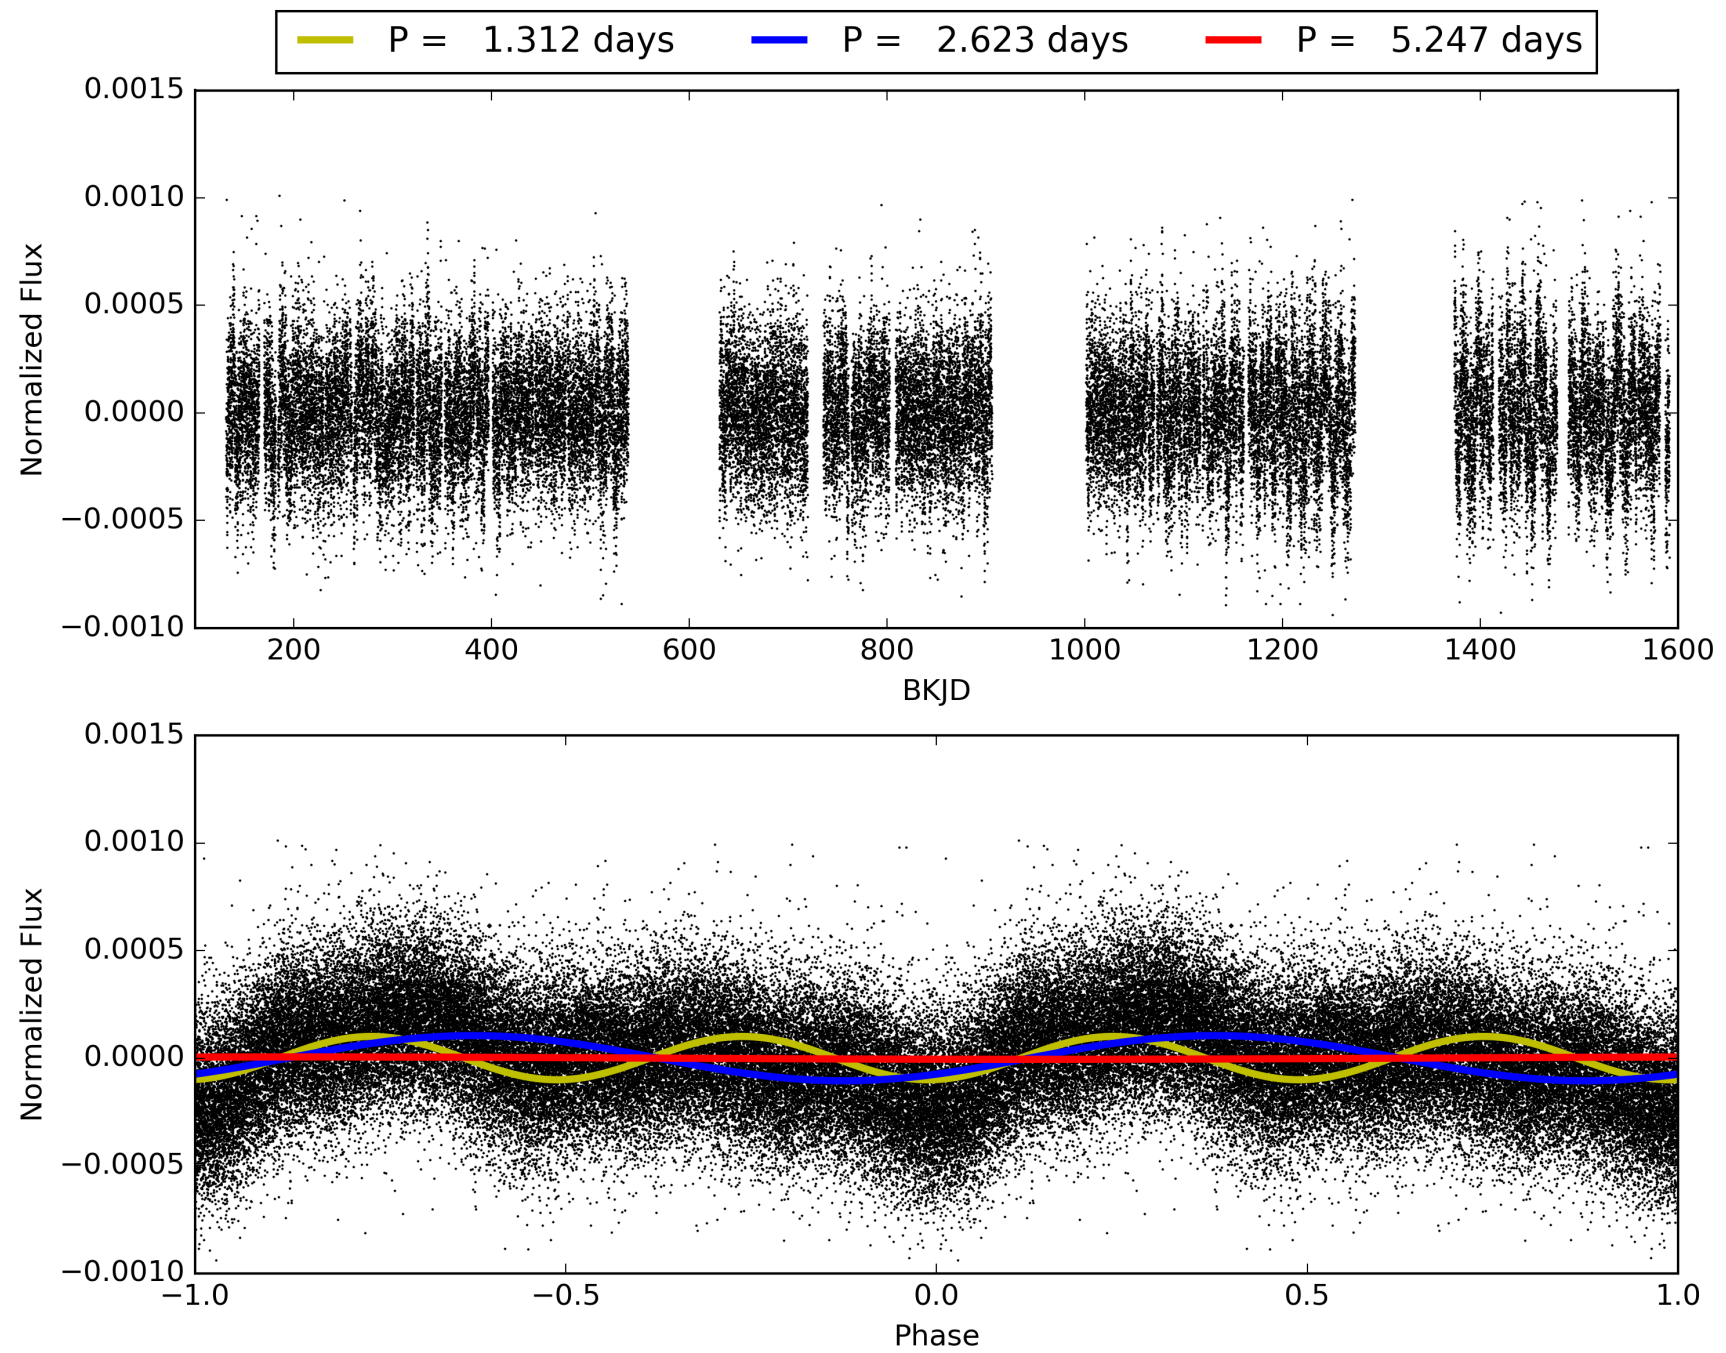 P = 1.312 days P = 2.623 days P = 5.247 days
0.0015
0.0010
0.0005
0.0000
−0.0005
−0.0010
Normalized Flux
200 400 600 800 1000 1200 1400 1600
BKJD
0.0015
0.0010
0.0005
0.0000
−0.0005
−0.0010
Normalized Flux
−1.0 −0.5 0.0 0.5 1.0
Phase